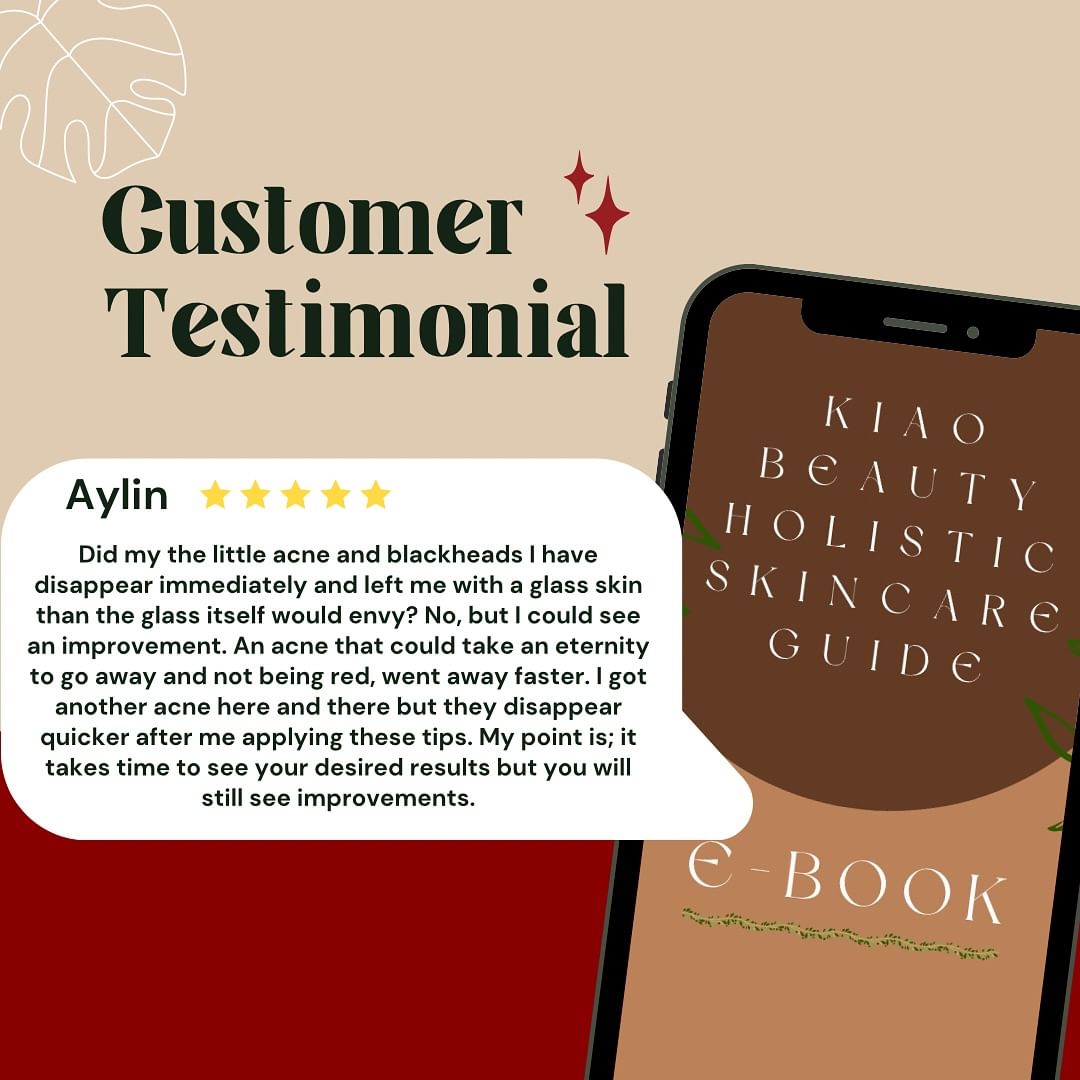 Customer
Testimonial
Aylin
Did my the little acne and blackheads I have
disappear immediately and left me with a glass skin
than the glass itself would envy? No, but I could see
an improvement. An acne that could take an eternity
to go away and not being red, went away faster. I got
another acne here and there but they disappear
quicker after me applying these tips. My point is; it
takes time to see your desired results but you will
still see improvements.
KIAO
BEAUTY
HOLISTIC
SKINCARE
GUIDE
E-BOOK